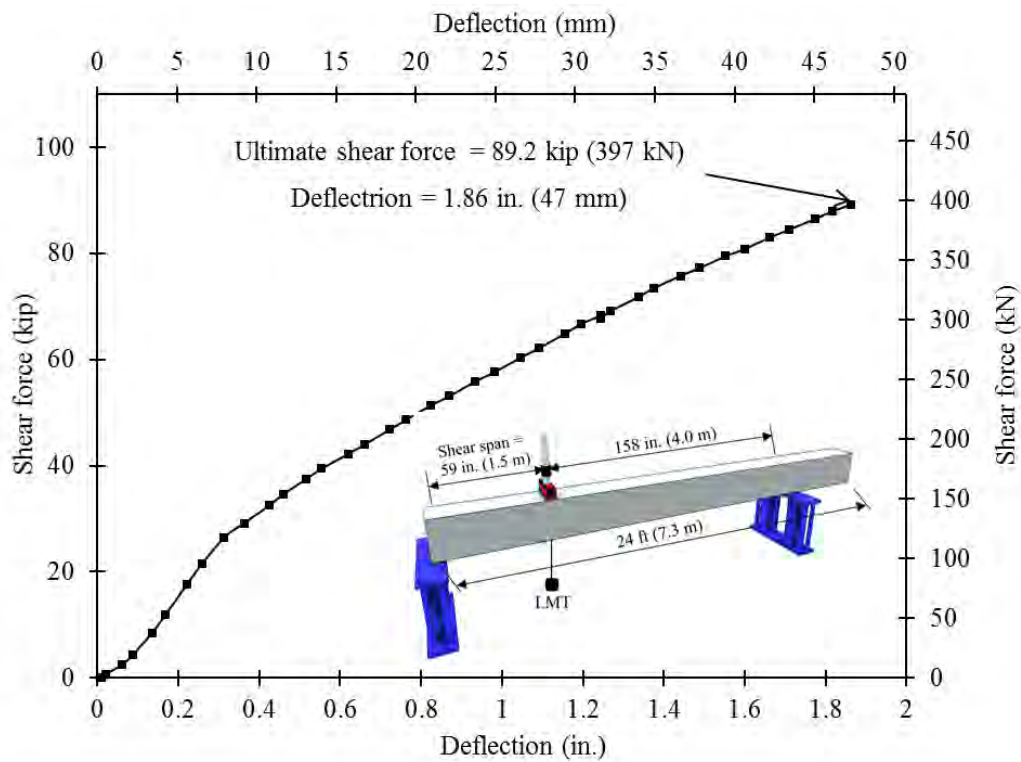 Deflection (mm)
0 5 10 15 20 25 30 35 40 45 50
Ultimate shear force = 89.2 kip (397 kN)
Deflectrion = 1.86 in. (47 mm)
Shear force (kip)
100
80
60
40
20
0
450
400
350
300
250
200
150
100
50
0
Shear force (kN)
Shear span =
59 in. (1.5 m)
158 in. (4.0 m)
24 ft (7.3 m)
LMT
0 0.2 0.4 0.6 0.8 1 1.2 1.4 1.6 1.8 2
Deflection (in.)